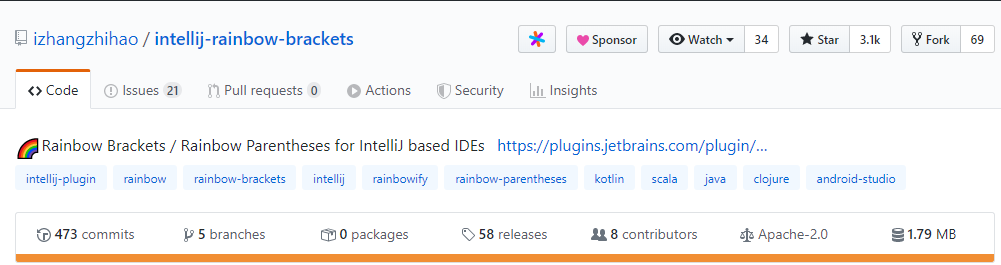 izhangzhihao / intellij-rainbow-brackets Sponsor Watch 34 Star 3.1k Fork 69
Code Issues 21 Pull requests 0 Actions Security Insights
Rainbow Brackets / Rainbow Parentheses for IntelliJ based IDEs https://plugins.jetbrains.com/plugin/...
intellij-plugin rainbow rainbow-brackets intellij rainbowify rainbow-parentheses kotlin scala java clojure android-studio
473 commits 5 branches 0 packages 58 releases 8 contributors Apache-2.0 1.79 MB